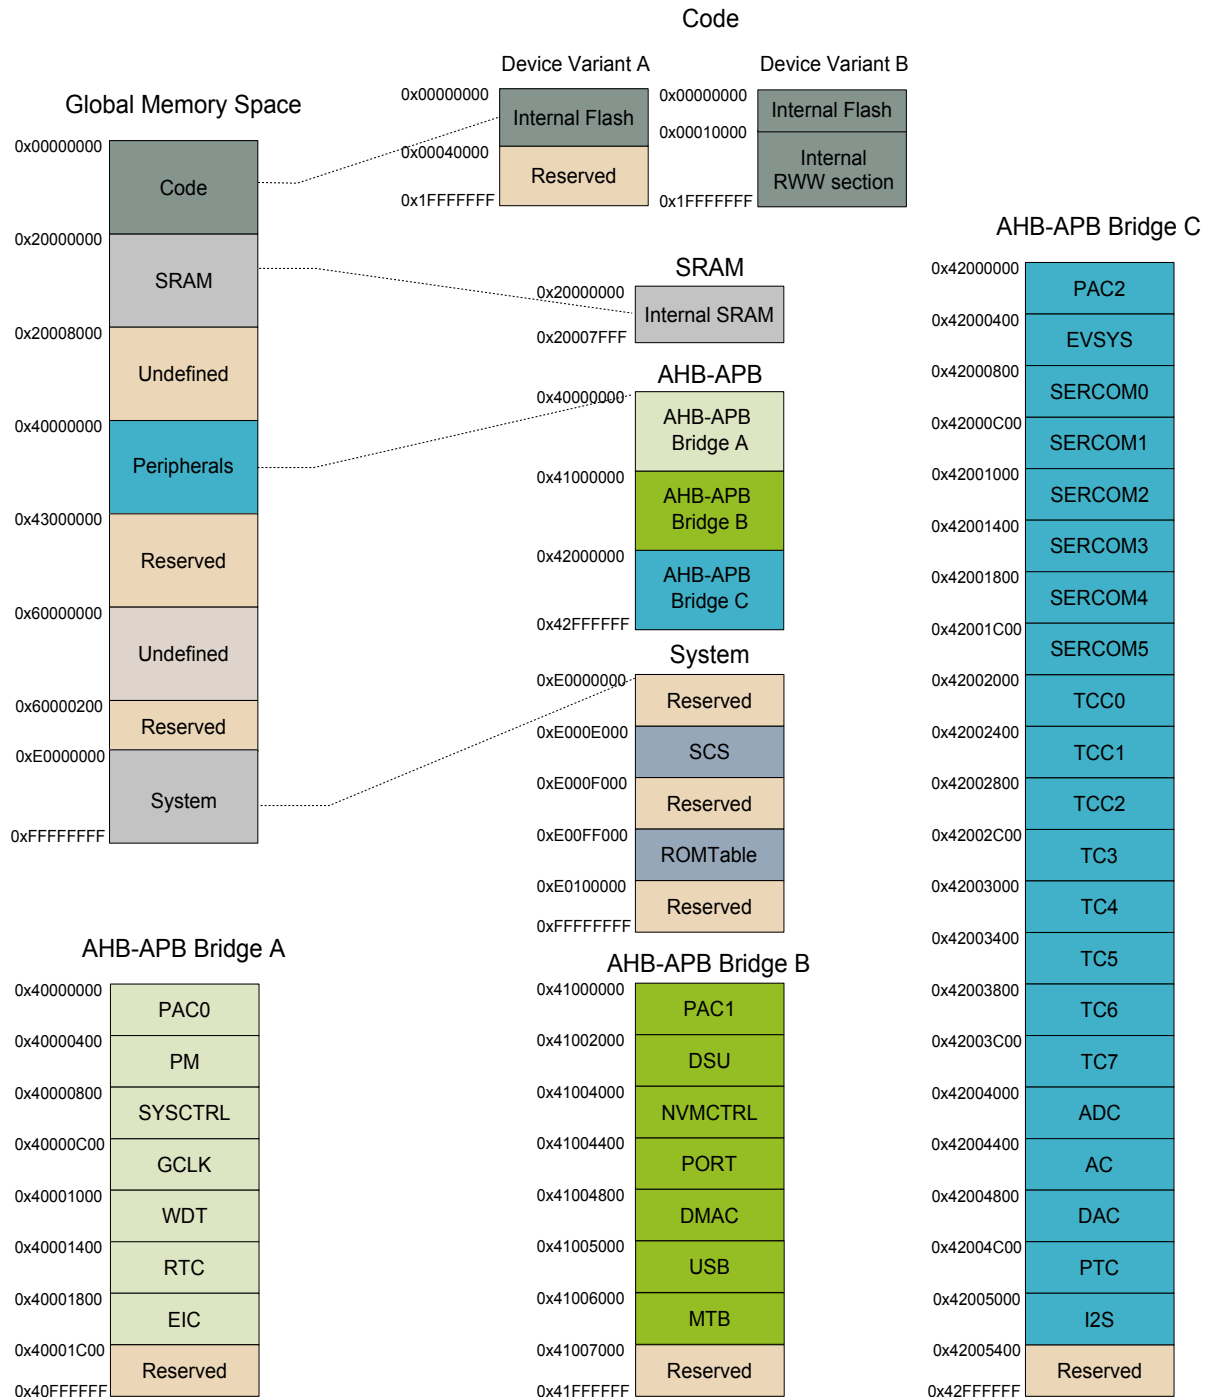 Code
Device Variant A
0x00000000
Internal Flash
0x00040000
Reserved
0x1FFFFFFF
Device Variant B
0x00000000
Internal Flash
0x00010000
Internal
RWW section
0x1FFFFFFF
Global Memory Space
0x00000000
Code
0x20000000
SRAM
0x20008000
Undefined
0x40000000
Peripherals
0x43000000
Reserved
0x60000000
Undefined
0x60000200
Reserved
0xE0000000
System
0xFFFFFFFF
SRAM
0x20000000
Internal SRAM
0x20007FFF
AHB-APB
0x40000000
AHB-APB
Bridge A
0x41000000
AHB-APB
Bridge B
0x42000000
AHB-APB
Bridge C
0x42FFFFFF
System
0xE0000000
Reserved
0xE000E000
SCS
0xE000F000
Reserved
0xE00FF000
ROMTable
0xE0100000
Reserved
0xFFFFFFFF
AHB-APB Bridge C
0x42000000
PAC2
0x42000400
EVSYS
0x42000800
SERCOM0
0x42000C00
SERCOM1
0x42001000
SERCOM2
0x42001400
SERCOM3
0x42001800
SERCOM4
0x42001C00
SERCOM5
0x42002000
TCC0
0x42002400
TCC1
0x42002800
TCC2
0x42002C00
TC3
0x42003000
TC4
0x42003400
TC5
0x42003800
TC6
0x42003C00
TC7
0x42004000
ADC
0x42004400
AC
0x42004800
DAC
0x42004C00
PTC
0x42005000
I2S
0x42005400
Reserved
0x42FFFFFF
AHB-APB Bridge A
0x40000000
PAC0
0x40000400
PM
0x40000800
SYSCTRL
0x40000C00
GCLK
0x40001000
WDT
0x40001400
RTC
0x40001800
EIC
0x40001C00
Reserved
0x40FFFFFF
AHB-APB Bridge B
0x41000000
PAC1
0x41002000
DSU
0x41004000
NVMCTRL
0x41004400
PORT
0x41004800
DMAC
0x41005000
USB
0x41006000
MTB
0x41007000
Reserved
0x41FFFFFF